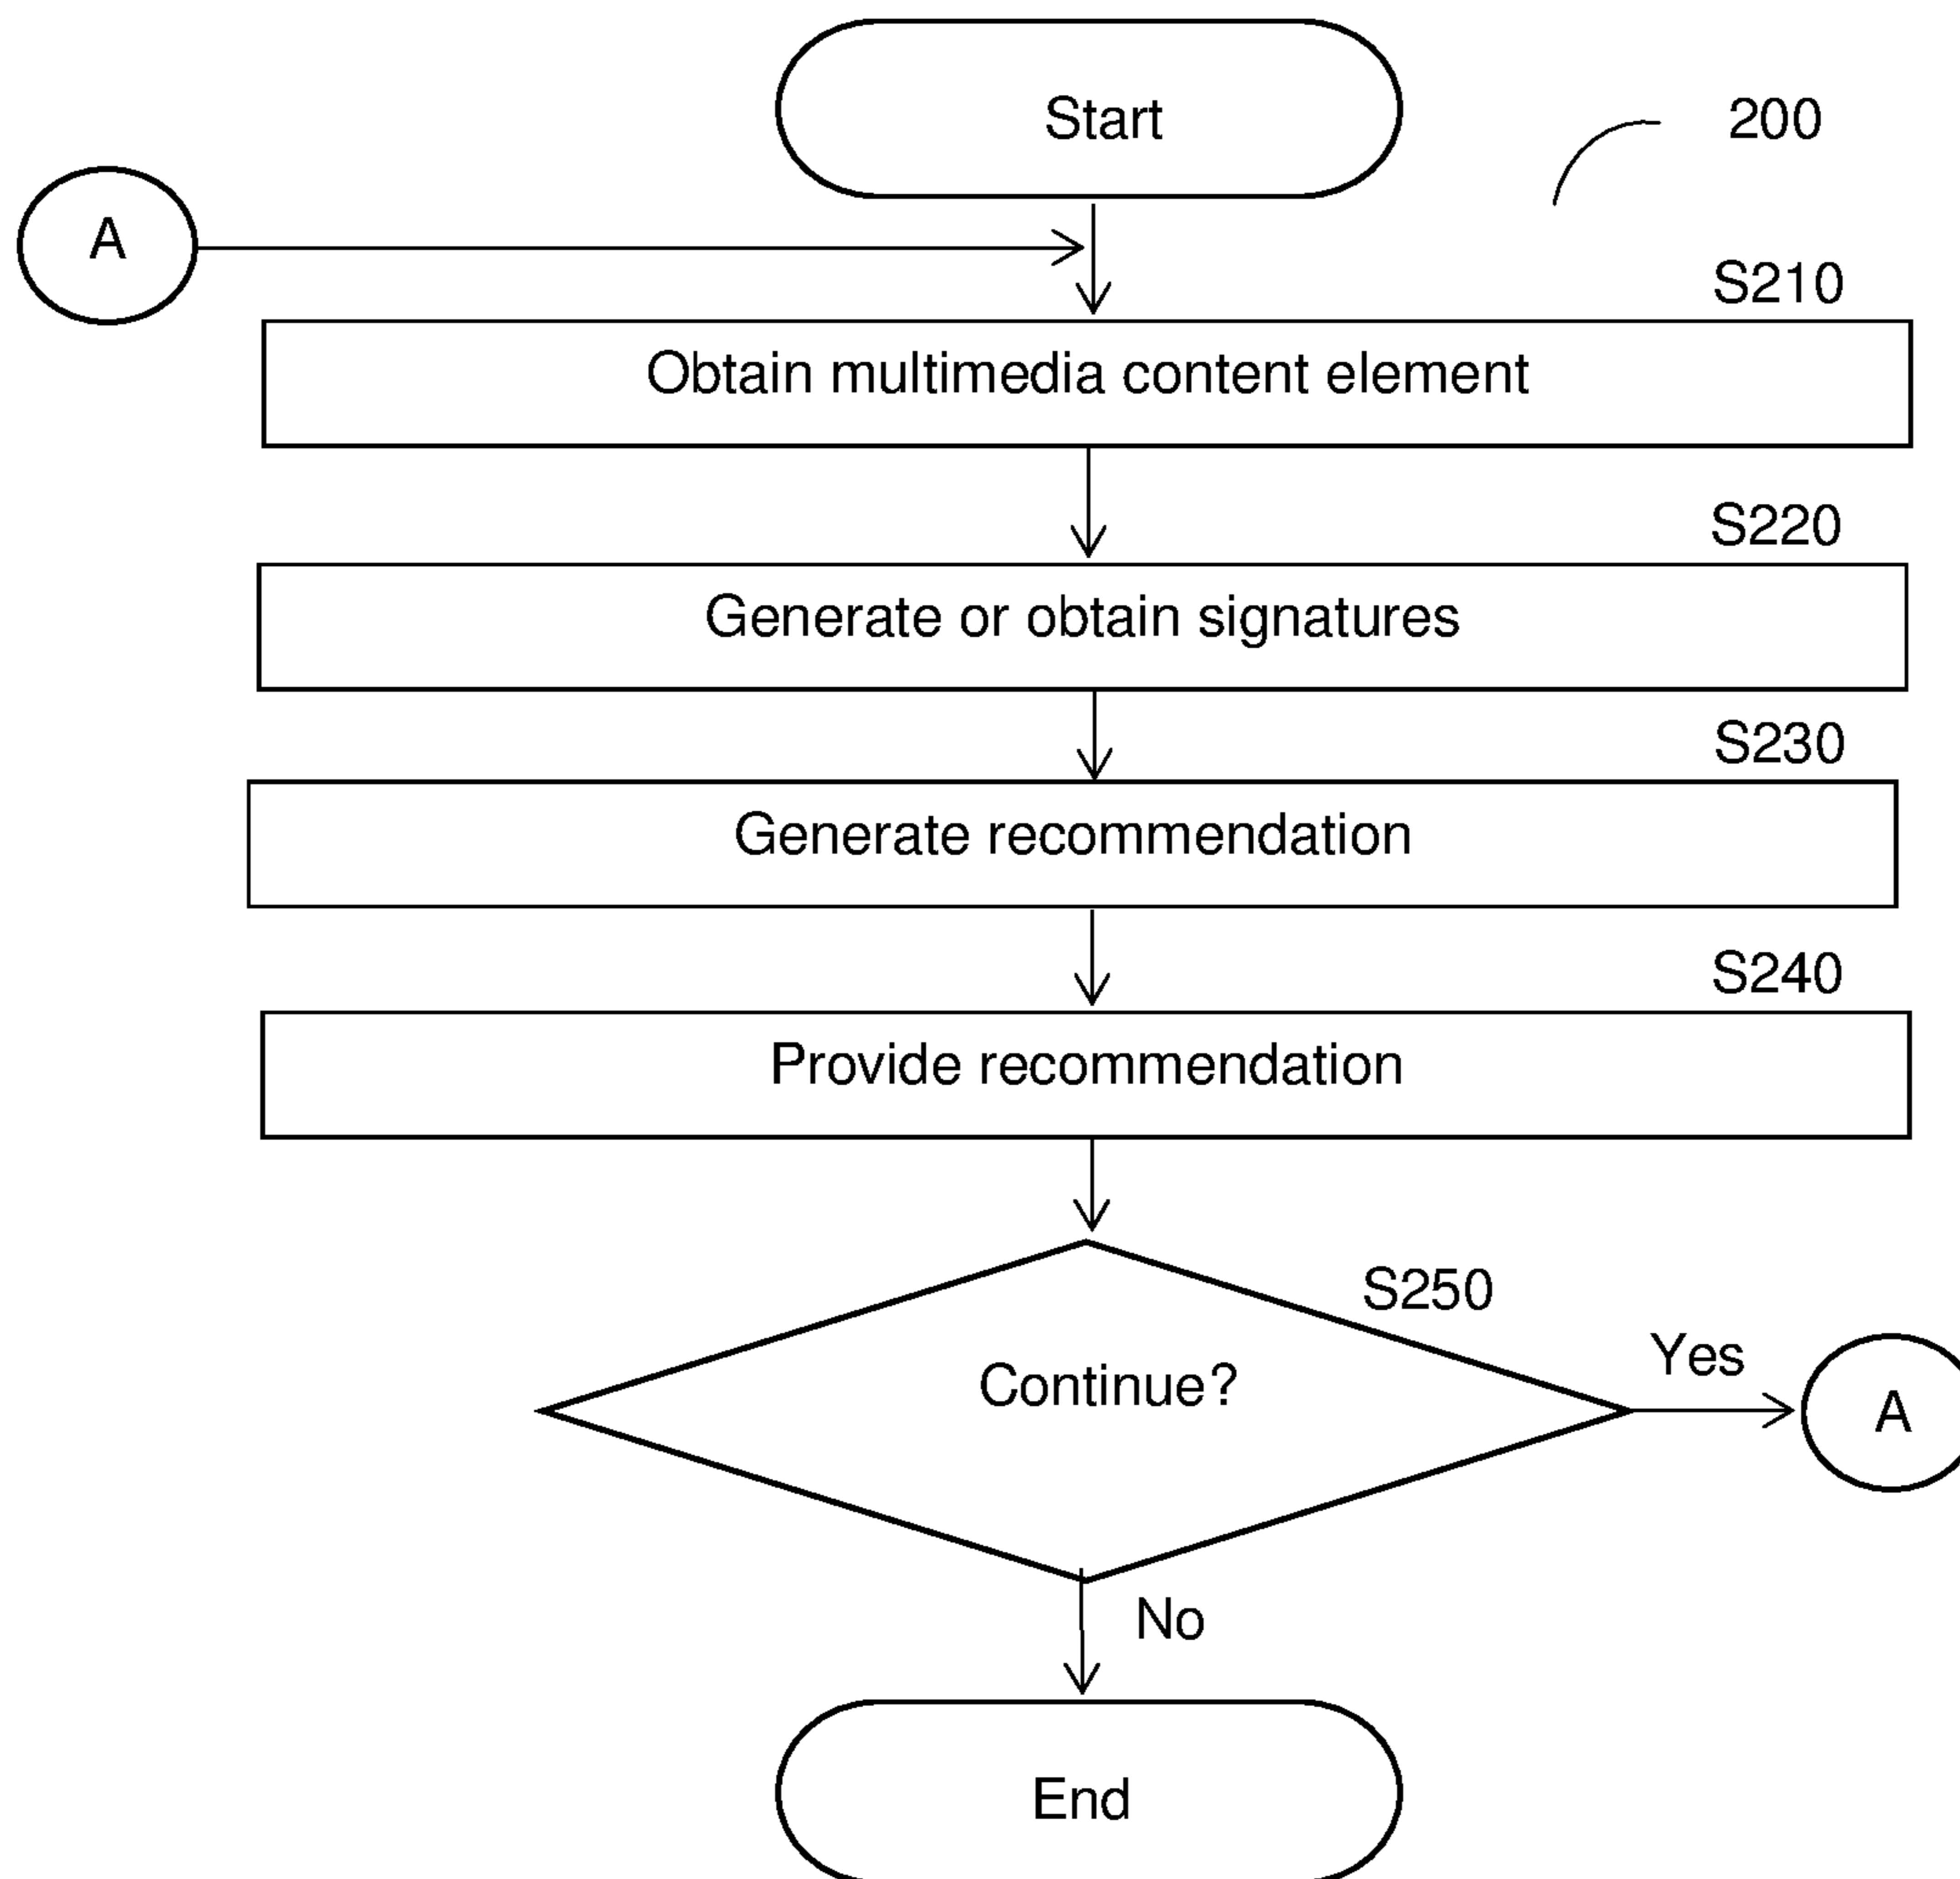 Start
200
A
S210
Obtain multimedia content element
S220
Generate or obtain signatures
S230
Generate recommendation
S240
Provide recommendation
S250
Continue?
Yes
A
No
End